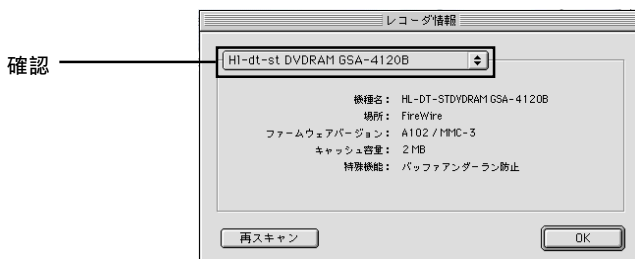 レコーダ情報
確認
Hl-dt-st DVDRAM GSA-4120B
機種名： HL-DT-STDVDRAM GSA-4120B
場所： FireWire
ファームウェアバージョン： A102 / MMC-3
キャッシュ容量： 2 MB
特殊機能： バッファアンダーラン防止
再スキャン
OK